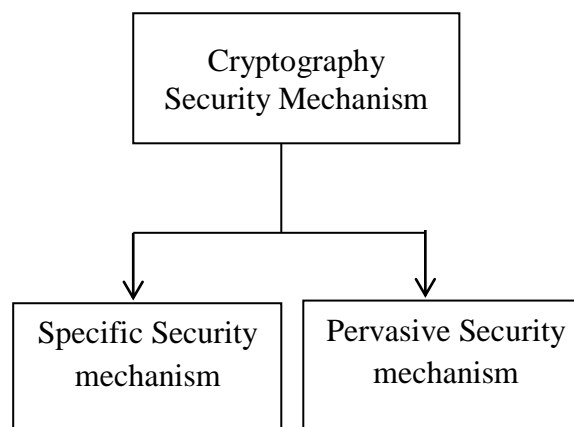 Cryptography
Security Mechanism
Specific Security
mechanism
Pervasive Security
mechanism